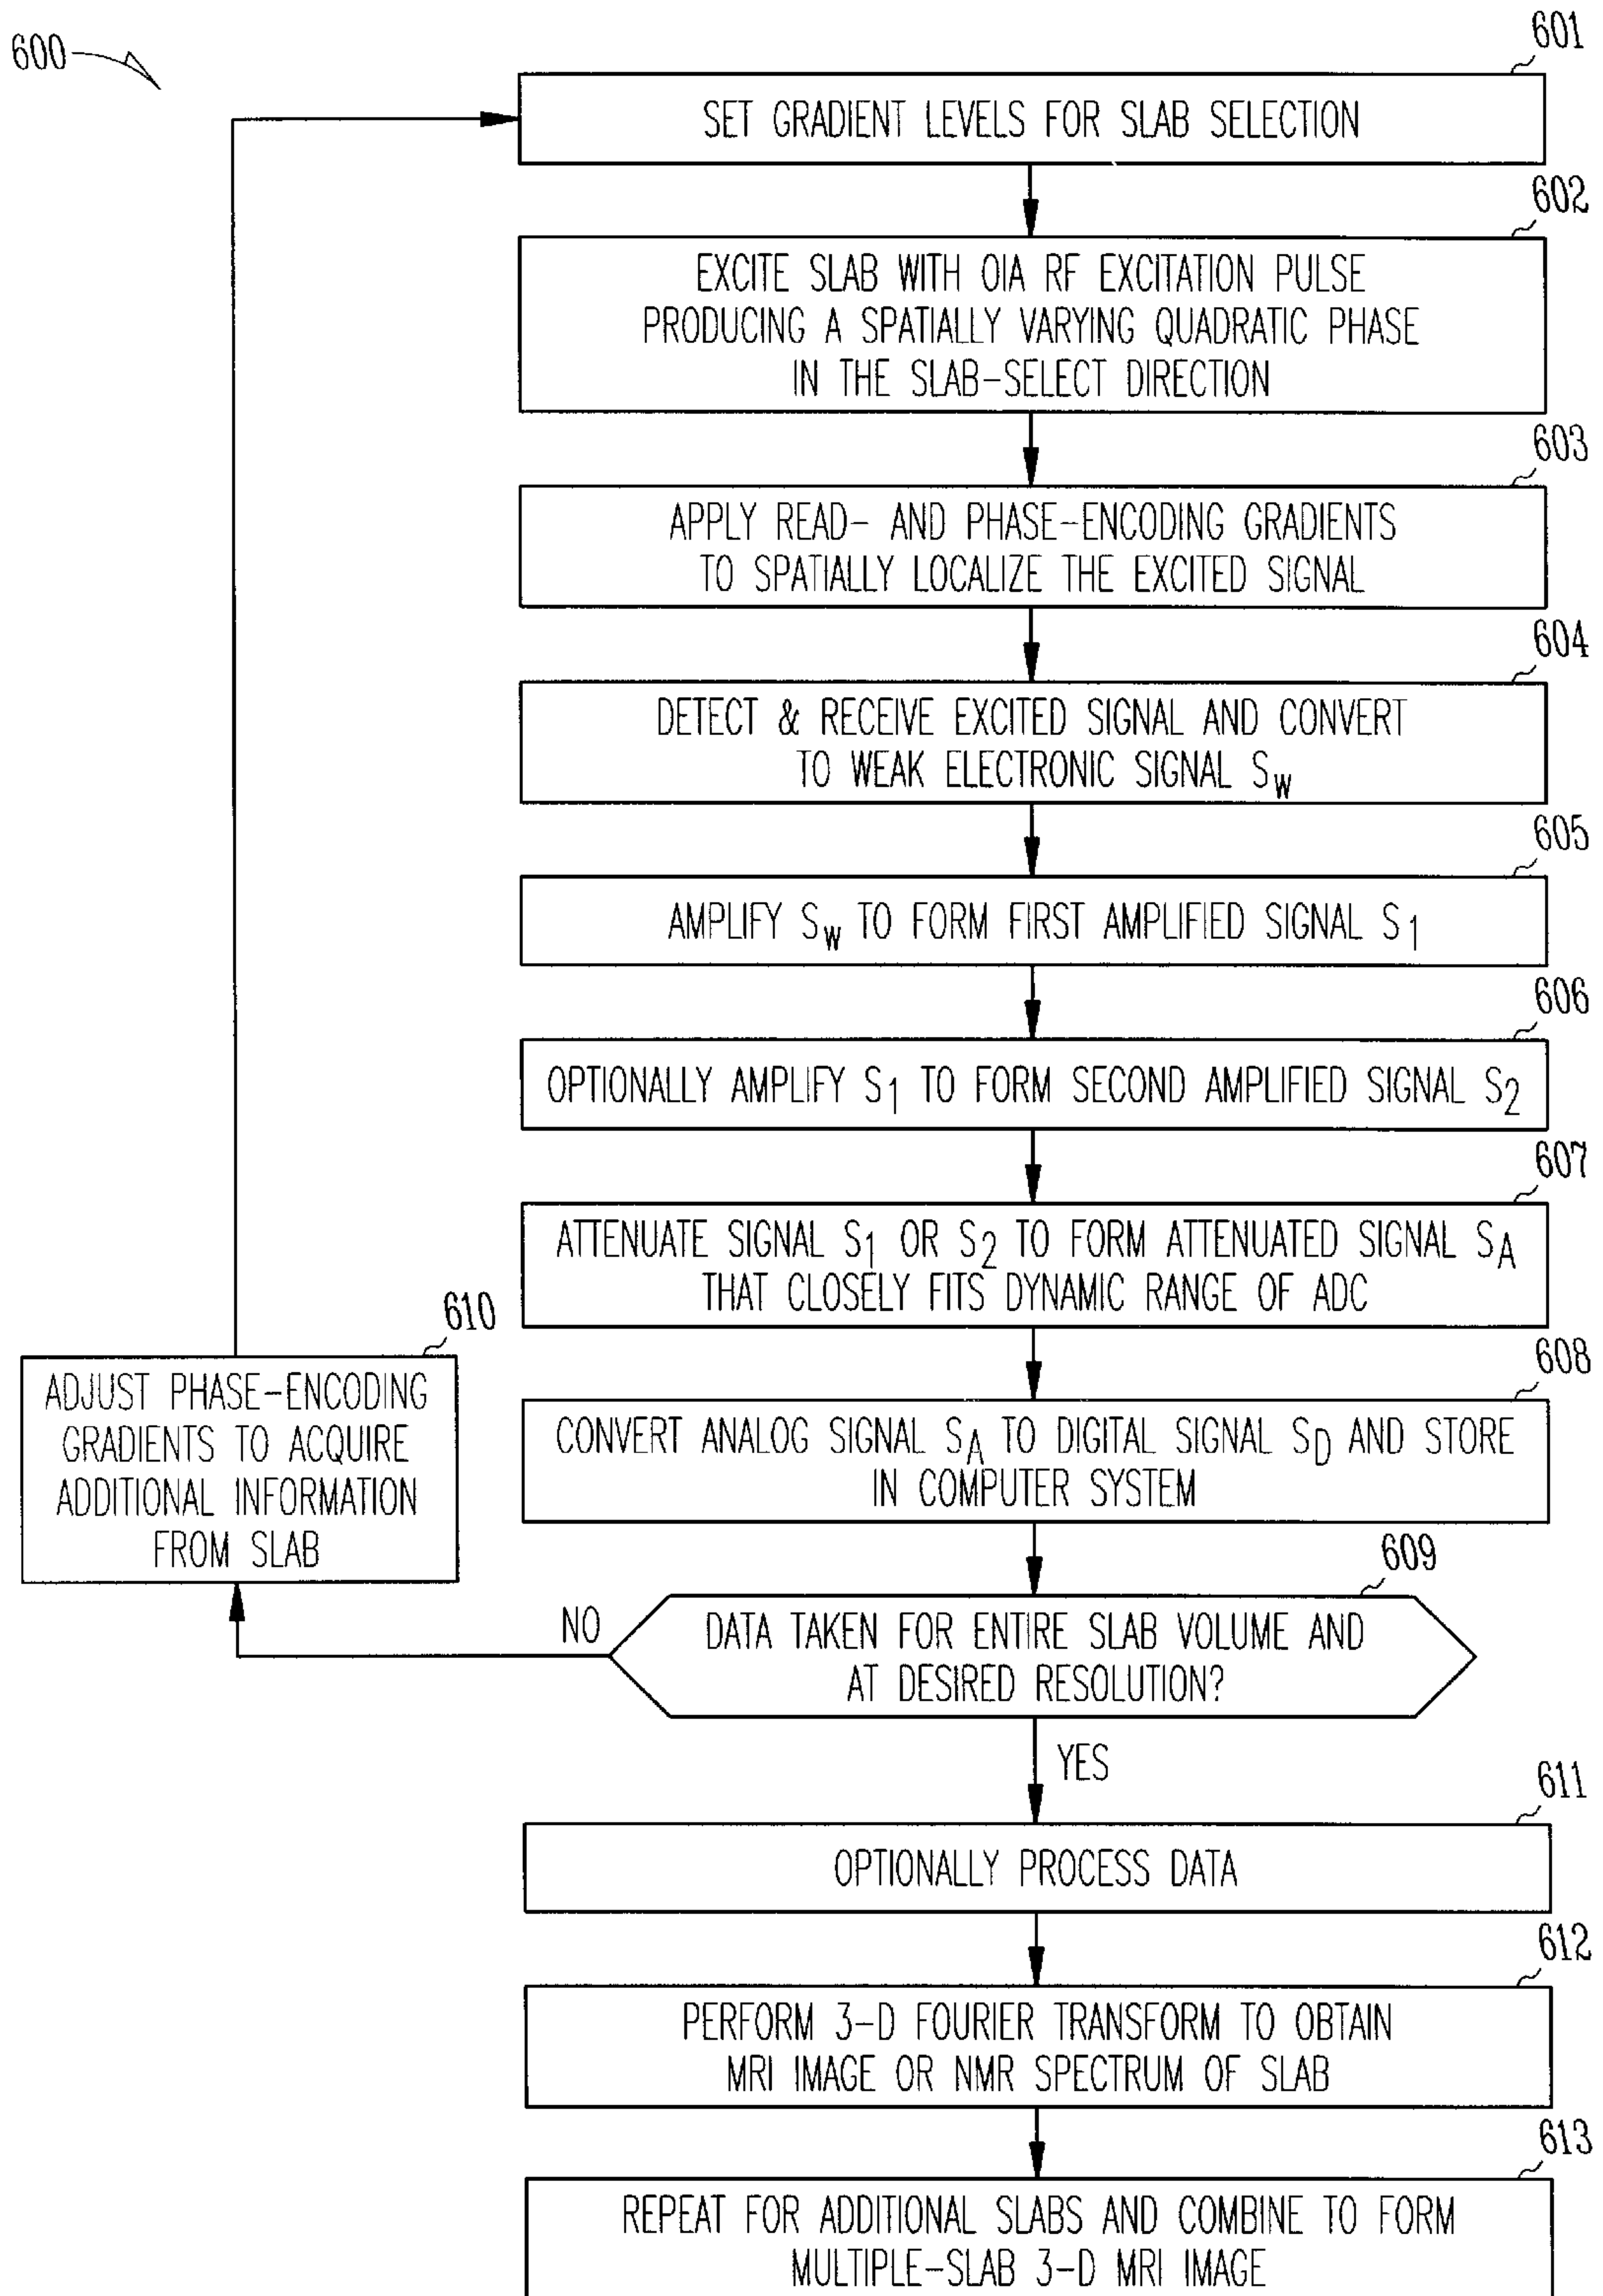 600
601
SET GRADIENT LEVELS FOR SLAB SELECTION
602
EXCITE SLAB WITH OIA RF EXCITATION PULSE
PRODUCING A SPATIALLY VARYING QUADRATIC PHASE
IN THE SLAB-SELECT DIRECTION
603
APPLY READ- AND PHASE-ENCODING GRADIENTS
TO SPATIALLY LOCALIZE THE EXCITED SIGNAL
604
DETECT & RECEIVE EXCITED SIGNAL AND CONVERT
TO WEAK ELECTRONIC SIGNAL Sw
605
AMPLIFY Sw TO FORM FIRST AMPLIFIED SIGNAL S1
606
OPTIONALLY AMPLIFY S1 TO FORM SECOND AMPLIFIED SIGNAL S2
607
ATTENUATE SIGNAL S1 OR S2 TO FORM ATTENUATED SIGNAL SA
THAT CLOSELY FITS DYNAMIC RANGE OF ADC
608
CONVERT ANALOG SIGNAL SA TO DIGITAL SIGNAL SD AND STORE
IN COMPUTER SYSTEM
609
DATA TAKEN FOR ENTIRE SLAB VOLUME AND
AT DESIRED RESOLUTION?
NO
610
ADJUST PHASE-ENCODING
GRADIENTS TO ACQUIRE
ADDITIONAL INFORMATION
FROM SLAB
YES
611
OPTIONALLY PROCESS DATA
612
PERFORM 3-D FOURIER TRANSFORM TO OBTAIN
MRI IMAGE OR NMR SPECTRUM OF SLAB
613
REPEAT FOR ADDITIONAL SLABS AND COMBINE TO FORM
MULTIPLE-SLAB 3-D MRI IMAGE